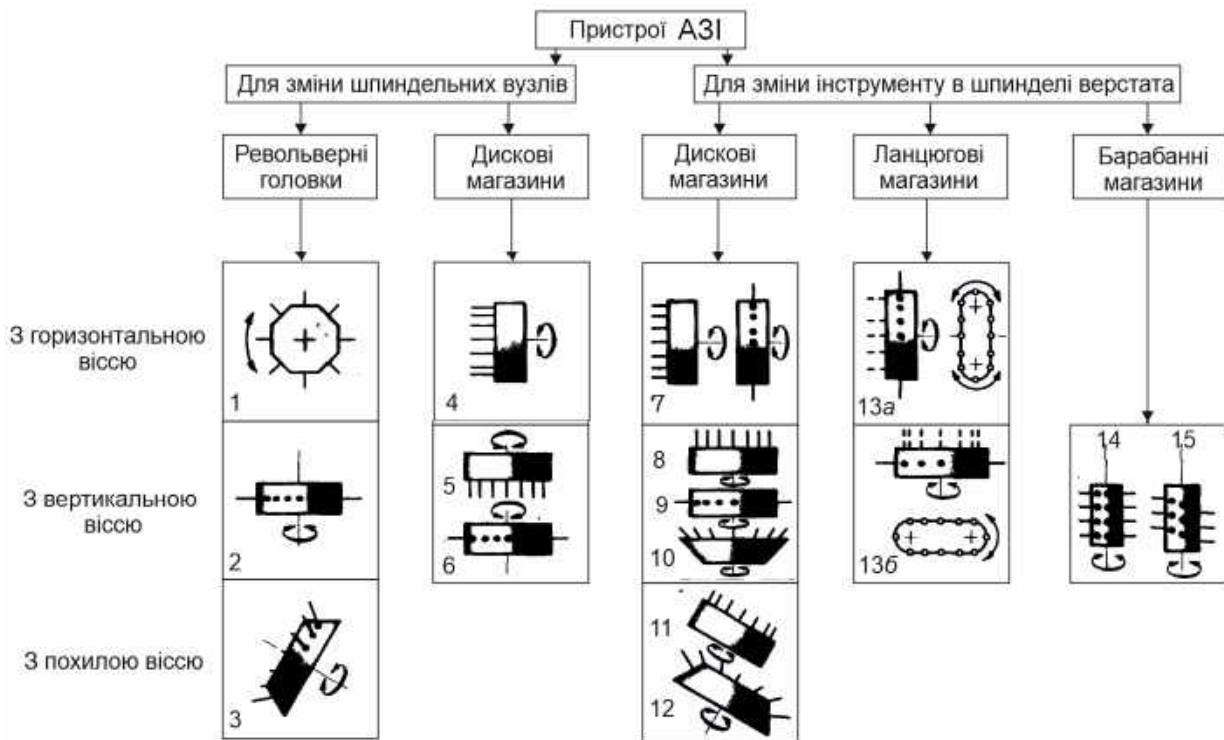 Пристрої АЗІ
Для зміни шпиндельних вузлів
Для зміни інструменту в шпинделі верстата
Револьверні
головки
Дискові
магазини
Дискові
магазини
Ланцюгові
магазини
Барабанні
магазини
З горизонтальною
віссю
1
4
7
13а
З вертикальною
віссю
2
5
6
8
9
10
13б
14
15
З похилою віссю
3
11
12